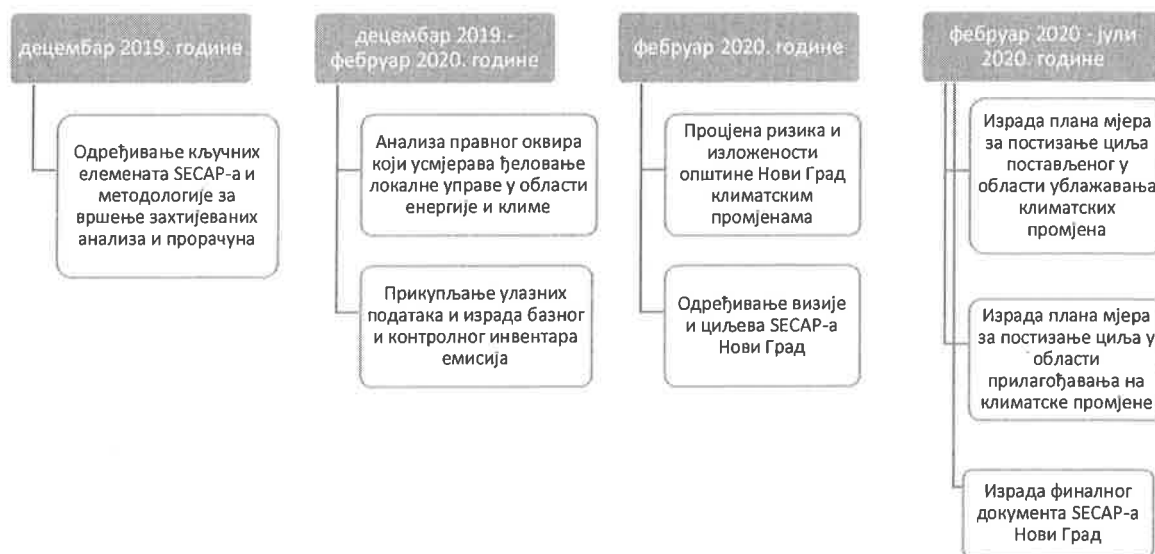 децембар 2019. године
Одређивање кључних
елемената SECAP-а и
методологије за
вршење захтијеваних
анализа и прорачуна
децембар 2019.-
фебруар 2020. године
Анализа правног оквира
који усмјерава ђеловање
локалне управе у области
енергије и климе
Прикупљање улазних
података и израда базног
и контролног инвентара
емисија
фебруар 2020. године
Процјена ризика и
изложености
општине Нови Град
климатским
промјенама
Одређивање визије
и циљева SECAP-а
Нови Град
фебруар 2020 - јули
2020. године
Израда плана мјера
за постизање циља
постављеног у
области ублажавања
климатских
промјена
Израда плана мјера
за постизање циља у
области
прилагођавања на
климатске промјене
Израда финалног
документа SECAP-а
Нови Град